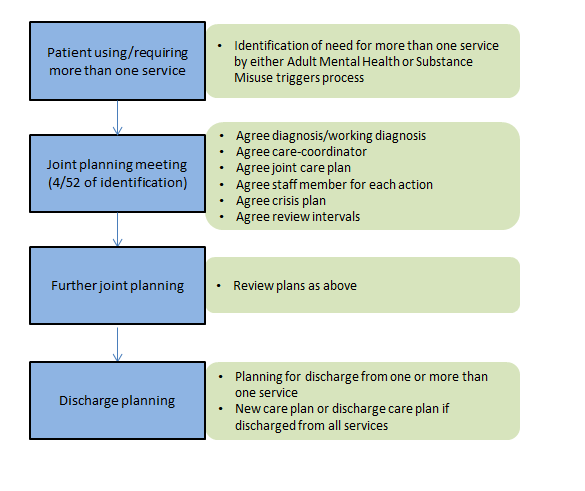 Patient using/requiring
more than one service
• Identification of need for more than one service
by either Adult Mental Health or Substance
Misuse triggers process
Joint planning meeting
(4/52 of identification)
• Agree diagnosis/working diagnosis
• Agree care-coordinator
• Agree joint care plan
• Agree staff member for each action
• Agree crisis plan
• Agree review intervals
Further joint planning
• Review plans as above
Discharge planning
• Planning for discharge from one or more than
one service
• New care plan or discharge care plan if
discharged from all services